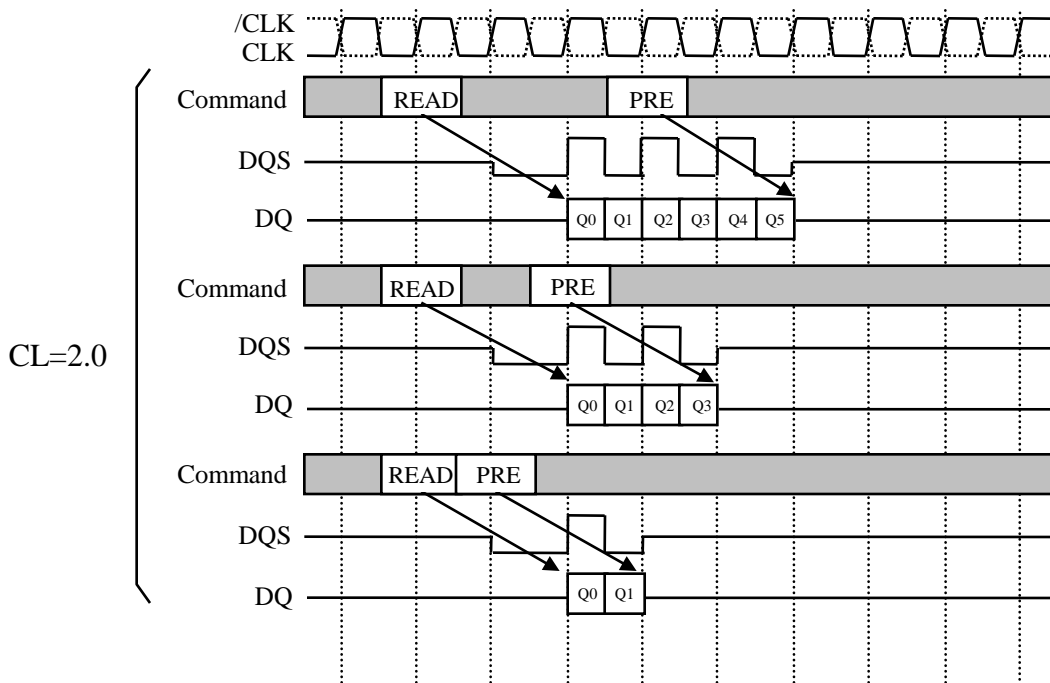 /CLK
CLK
Command READ PRE
DQS
DQ Q0 Q1 Q2 Q3 Q4 Q5
Command READ PRE
DQS
CL=2.0
DQ Q0 Q1 Q2 Q3
Command READ PRE
DQS
DQ Q0 Q1